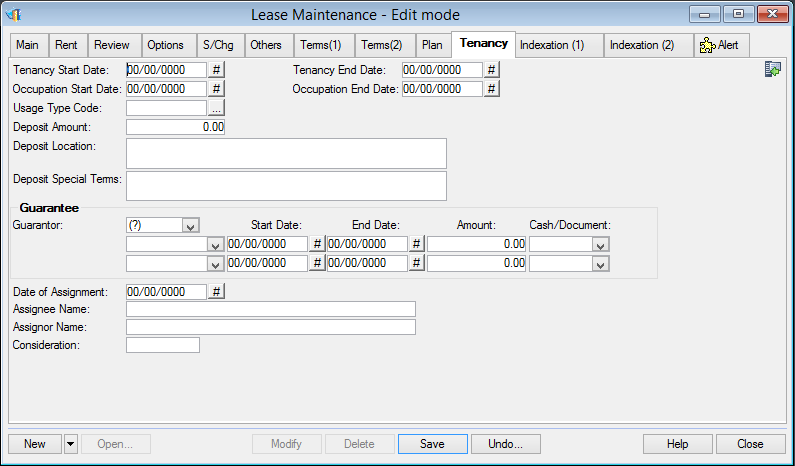 Lease Maintenance - Edit mode
Main Rent Review Options S/Chg Others Terms(1) Terms(2) Plan Tenancy Indexation (1) Indexation (2) Alert
Tenancy Start Date: 00/00/0000 # Tenancy End Date: 00/00/0000 #
Occupation Start Date: 00/00/0000 # Occupation End Date: 00/00/0000 #
Usage Type Code: ...
Deposit Amount: 0.00
Deposit Location:
Deposit Special Terms:
Guarantee
Guarantor: (?) Start Date: End Date: Amount: Cash/Document:
00/00/0000 # 00/00/0000 # 0.00
00/00/0000 # 00/00/0000 # 0.00
Date of Assignment: 00/00/0000 #
Assignee Name:
Assignor Name:
Consideration:
New Open... Modify Delete Save Undo... Help Close